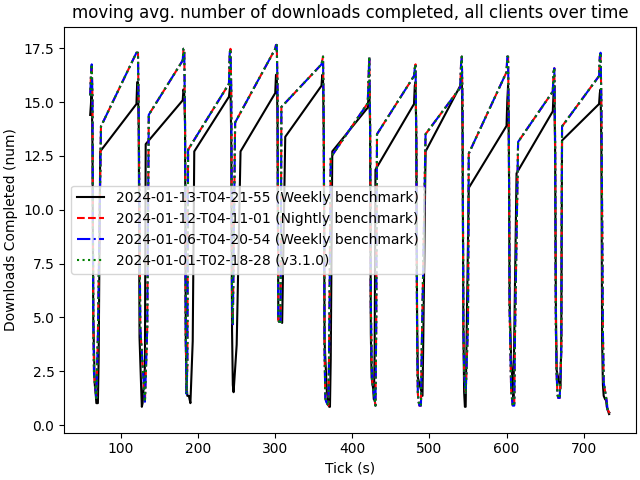 moving avg. number of downloads completed, all clients over time
Downloads Completed (num)
17.5
15.0
12.5
10.0
7.5
5.0
2.5
0.0
2024-01-13-T04-21-55 (Weekly benchmark)
2024-01-12-T04-11-01 (Nightly benchmark)
2024-01-06-T04-20-54 (Weekly benchmark)
2024-01-01-T02-18-28 (v3.1.0)
100 200 300 400 500 600 700
Tick (s)